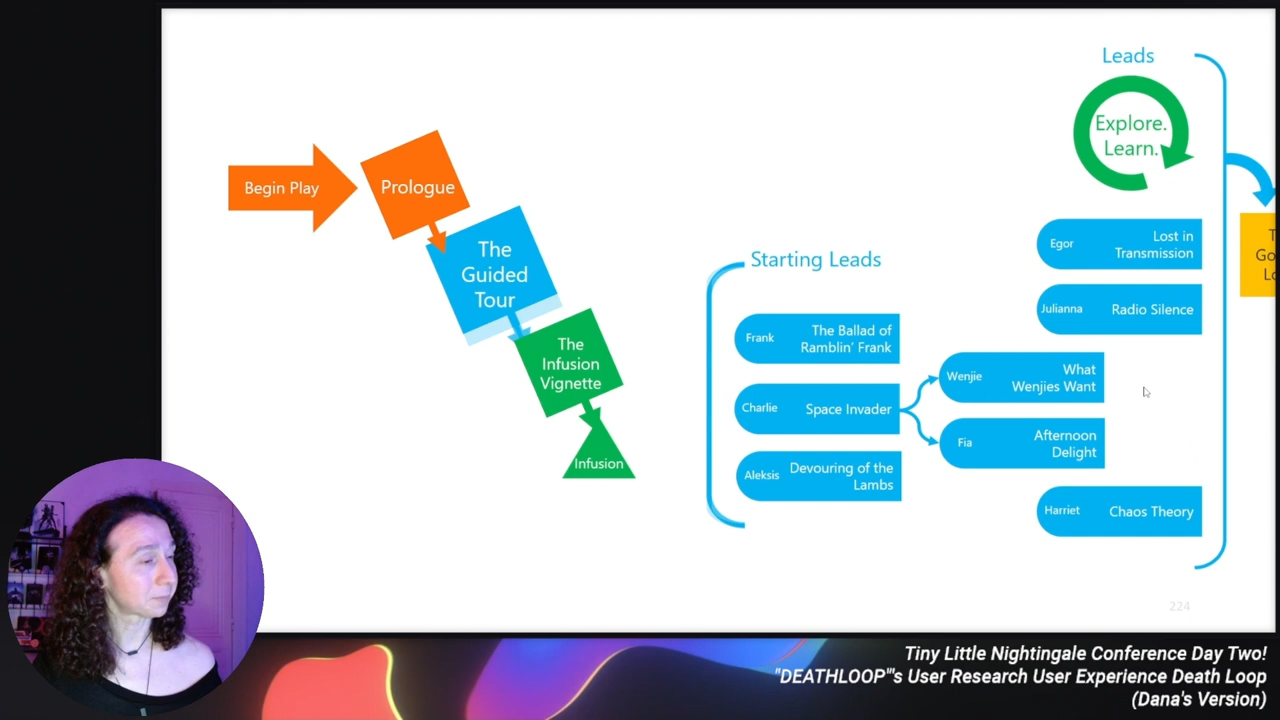 Leads
Explore.
Learn.
Begin Play
Prologue
The
Guided
Tour
The
Infusion
Vignette
Infusion
Starting Leads
Frank
The Ballad of
Ramblin' Frank
Charlie
Space Invader
Aleksis
Devouring of the
Lambs
Wenjie
What
Wenjies Want
Fia
Afternoon
Delight
Egor
Lost in
Transmission
Julianna
Radio Silence
Harriet
Chaos Theory
224
Tiny Little Nightingale Conference Day Two!
"DEATHLOOP"'s User Research User Experience Death Loop
(Dana's Version)